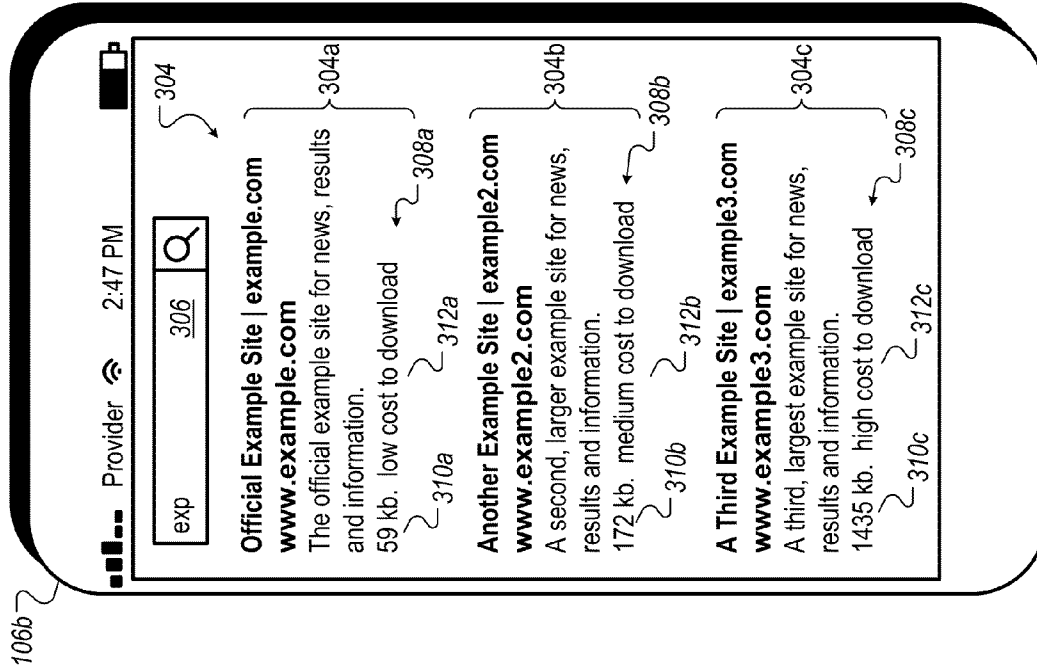 106b
Provider 2:47 PM
304
exp 306
Official Example Site | example.com
www.example.com
The official example site for news, results
and information.
59 kb. low cost to download
304a
308a
310a
312a
Another Example Site | example2.com
www.example2.com
A second, larger example site for news,
results and information.
172 kb. medium cost to download
304b
308b
310b
312b
A Third Example Site | example3.com
www.example3.com
A third, largest example site for news,
results and information.
1435 kb. high cost to download
304c
308c
310c
312c